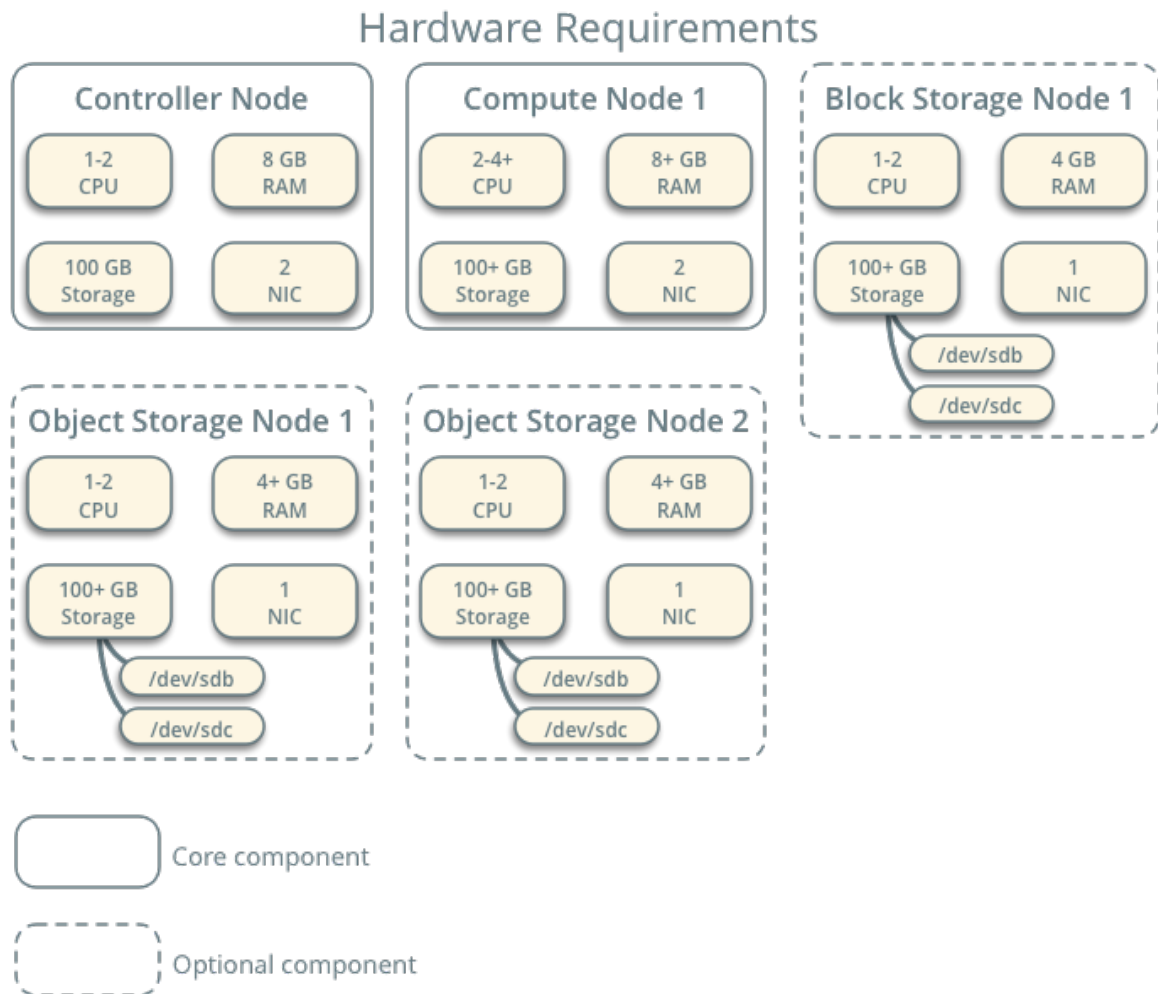 Hardware Requirements
Controller Node
1-2
CPU
8 GB
RAM
100 GB
Storage
2
NIC
Compute Node 1
2-4+
CPU
8+ GB
RAM
100+ GB
Storage
2
NIC
Block Storage Node 1
1-2
CPU
4 GB
RAM
100+ GB
Storage
1
NIC
/dev/sdb
/dev/sdc
Object Storage Node 1
1-2
CPU
4+ GB
RAM
100+ GB
Storage
1
NIC
/dev/sdb
/dev/sdc
Object Storage Node 2
1-2
CPU
4+ GB
RAM
100+ GB
Storage
1
NIC
/dev/sdb
/dev/sdc
Core component
Optional component